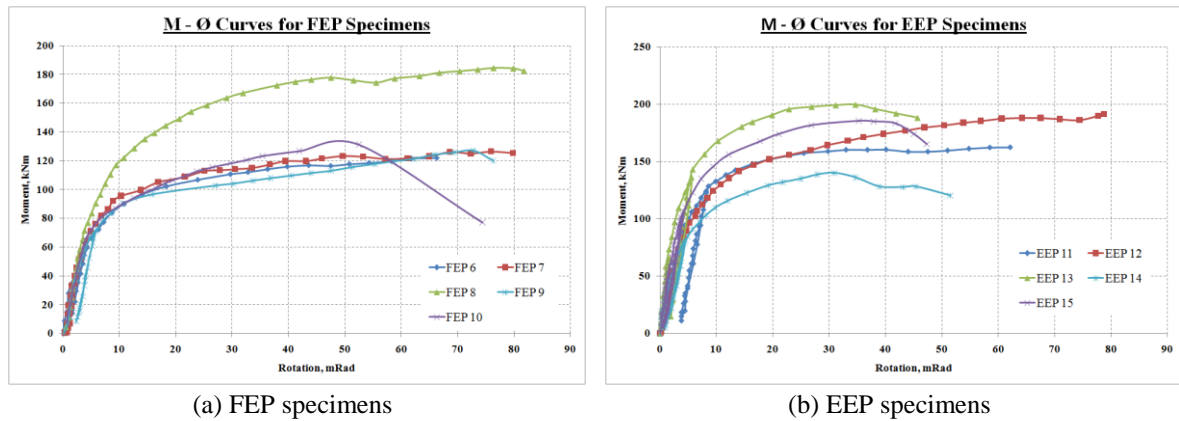 M - Ø Curves for FEP Specimens
200
180
160
140
120
100
80
60
40
20
0
Moment, kNm
0 10 20 30 40 50 60 70 80 90
Rotation, mRad
FEP 6 FEP 7
FEP 8 FEP 9
FEP 10
(a) FEP specimens
M - Ø Curves for EEP Specimens
250
200
150
100
50
0
Moment, kNm
0 10 20 30 40 50 60 70 80 90
Rotation, mRad
EEP 11 EEP 12
EEP 13 EEP 14
EEP 15
(b) EEP specimens